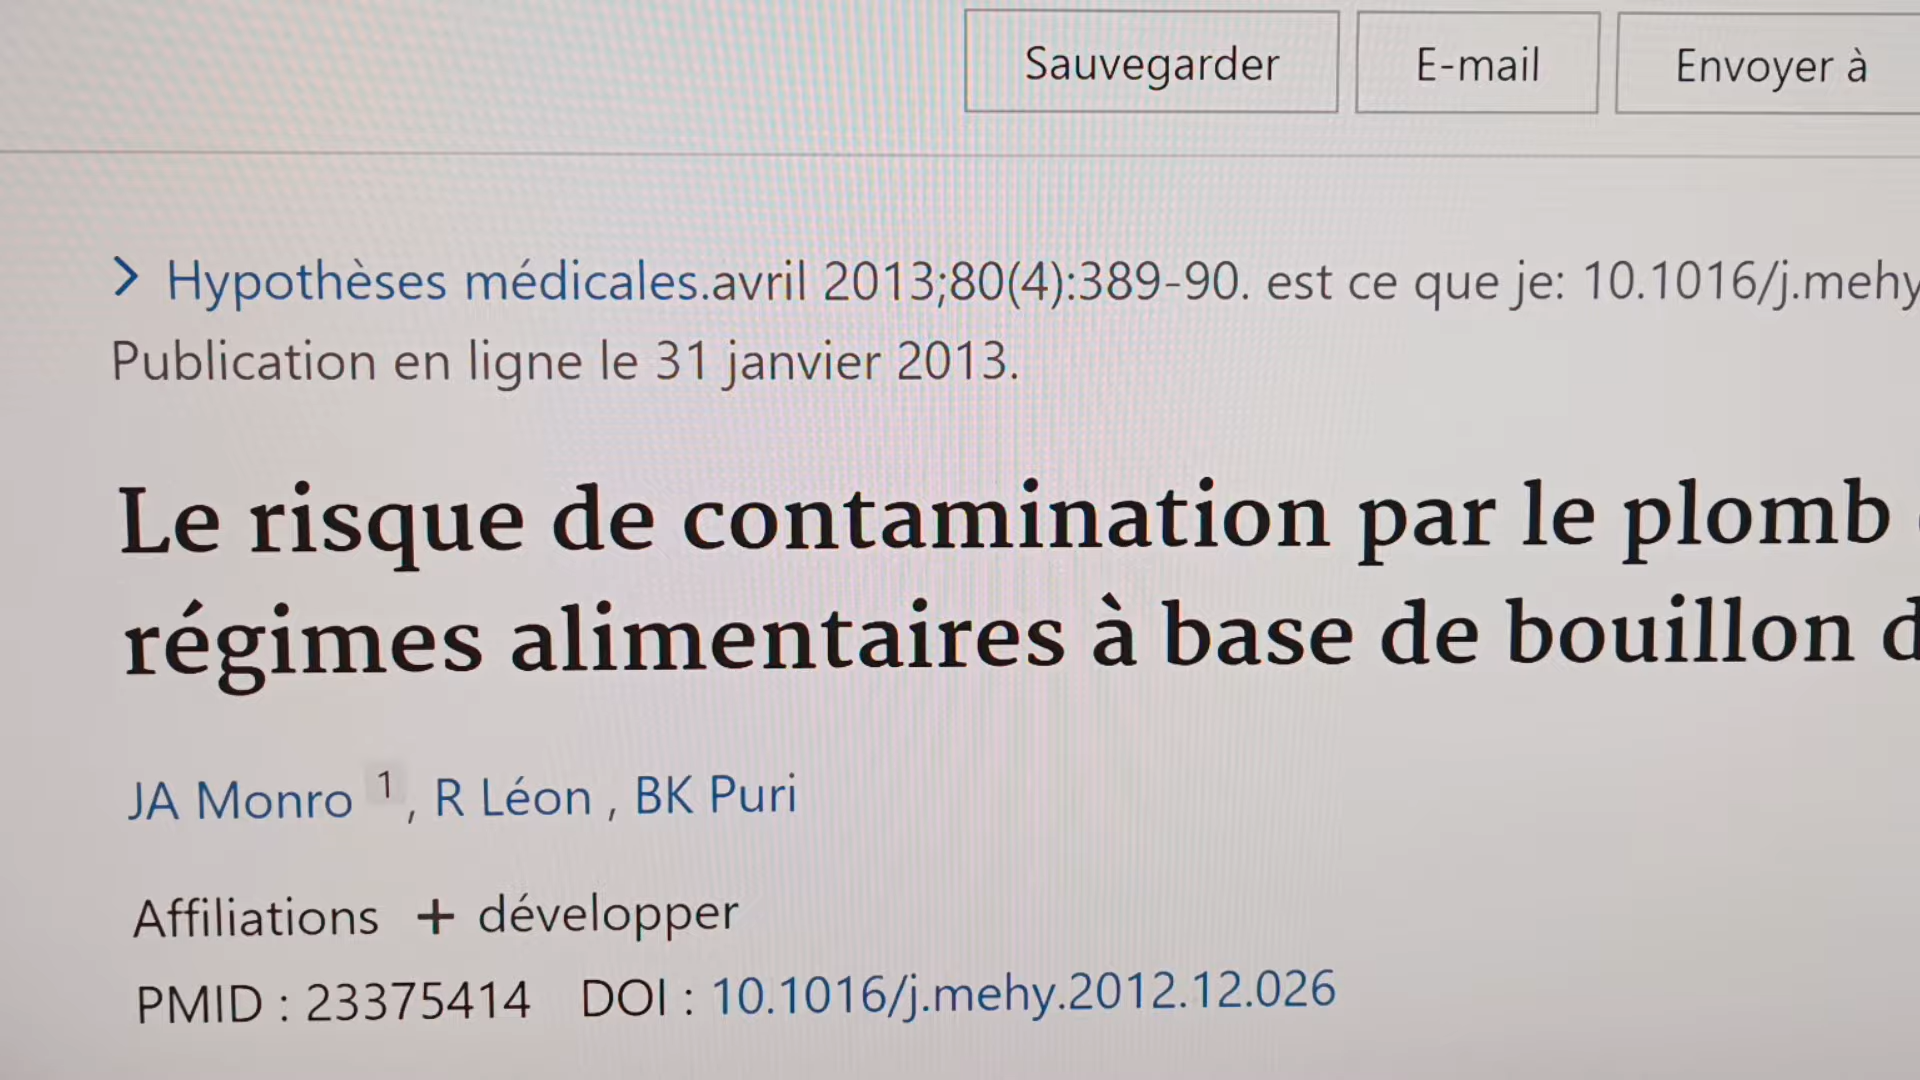 Sauvegarder E-mail Envoyer à
Hypothèses médicales.avril 2013;80(4):389-90. est ce que je: 10.1016/j.mehy
Publication en ligne le 31 janvier 2013.
Le risque de contamination par le plomb
régimes alimentaires à base de bouillon d
JA Monro 1, R Léon , BK Puri
Affiliations + développer
PMID : 23375414 DOI : 10.1016/j.mehy.2012.12.026